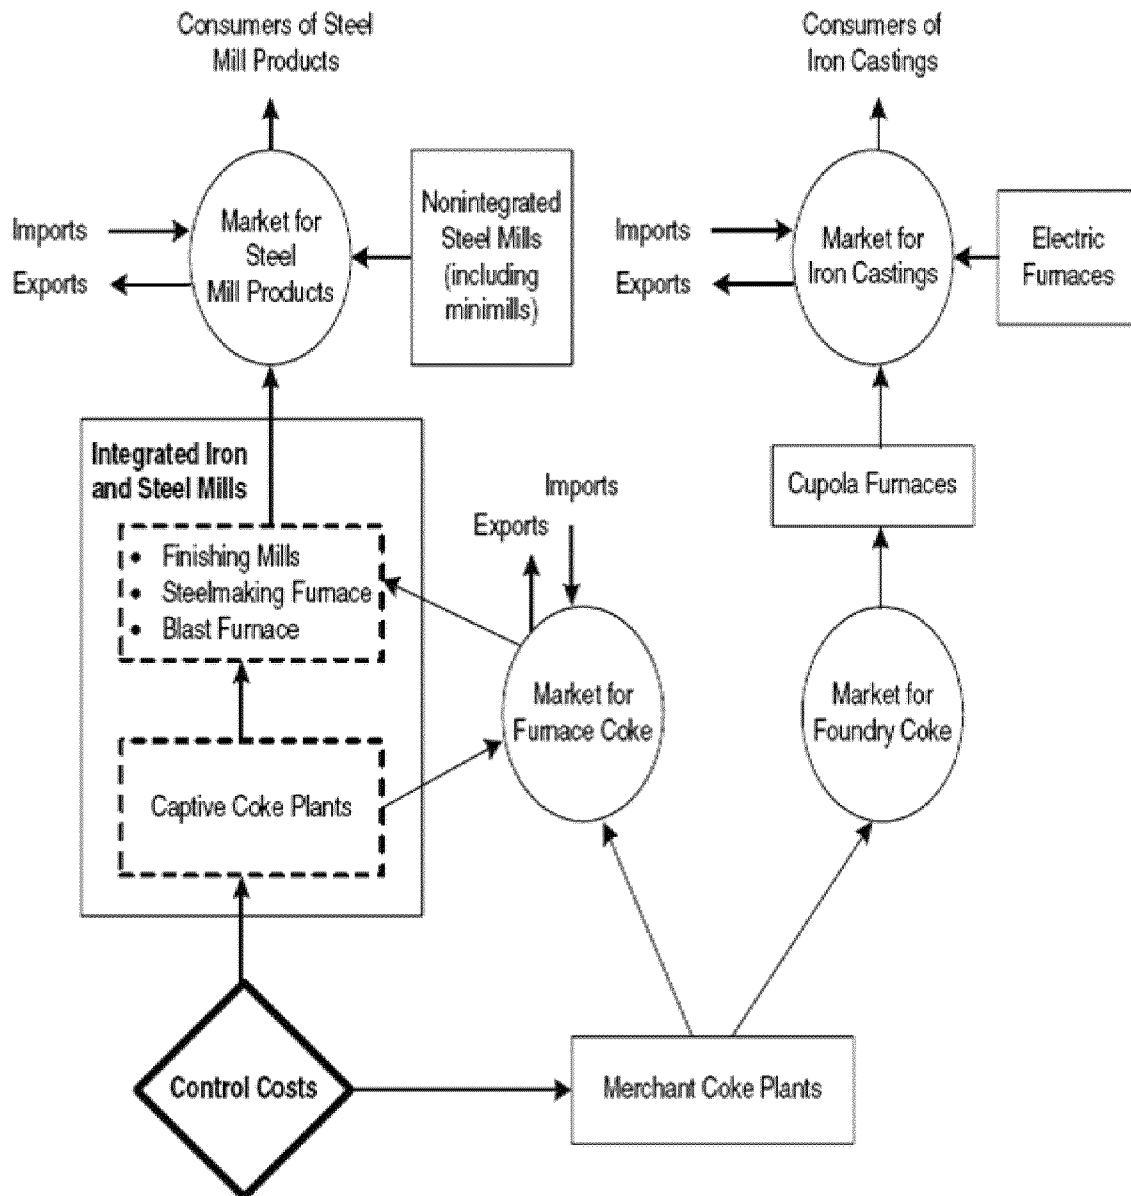 Consumers of Steel
Mill Products
Consumers of
Iron Castings
Imports
Exports
Market for
Steel
Mill Products
Nonintegrated
Steel Mills
(including
minimills)
Imports
Exports
Market for
Iron Castings
Electric
Furnaces
Integrated Iron
and Steel Mills
• Finishing Mills
• Steelmaking Furnace
• Blast Furnace
Captive Coke Plants
Imports
Exports
Market for
Furnace Coke
Cupola Furnaces
Market for
Foundry Coke
Control Costs
Merchant Coke Plants